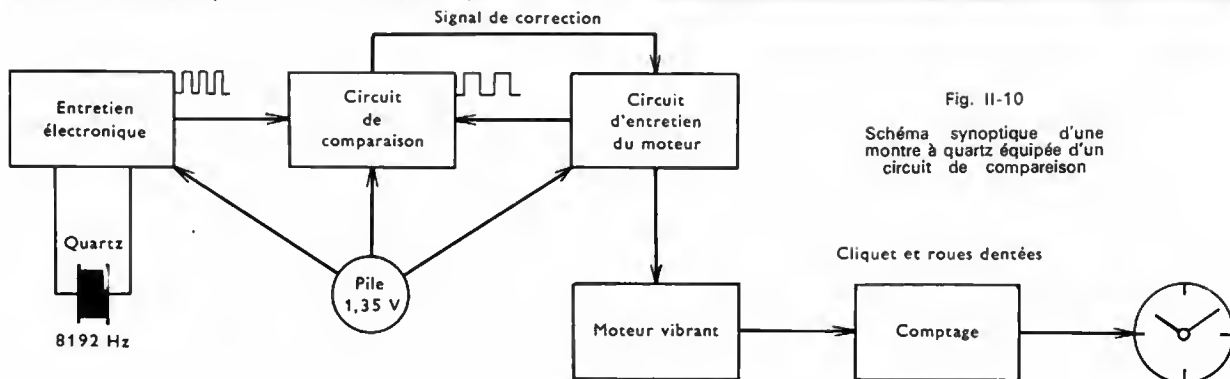 Signal de correction
Entretien
électronique
Circuit
de
comparaison
Circuit
d'entretien
du moteur
Fig. II-10
Schéma synoptique d'une
montre à quartz équipée d'un
circuit de compareison
Quartz
8192 Hz
Pile
1,35 V
Cliquet et roues dentées
Moteur vibrant
Comptage